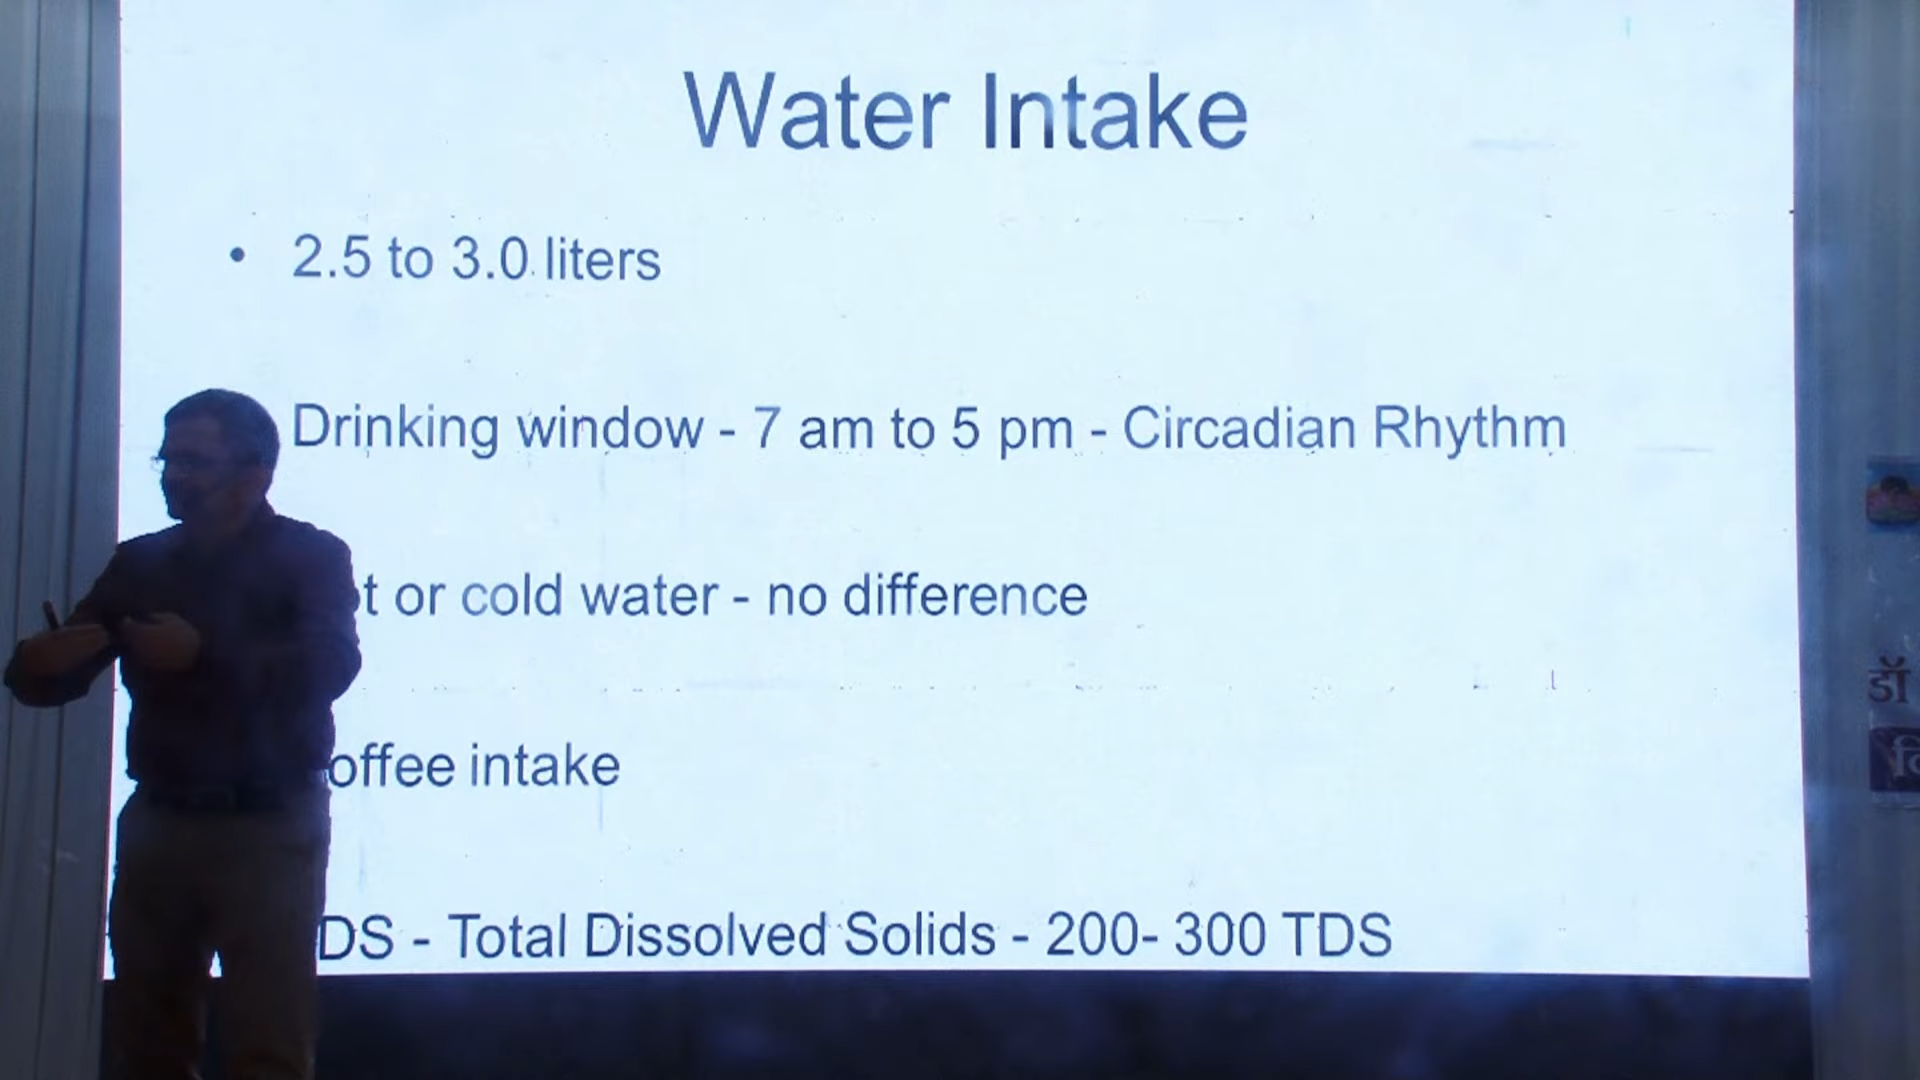 Water Intake
• 2.5 to 3.0 liters
Drinking window - 7 am to 5 pm - Circadian Rhythm
t or cold water - no difference
offee intake
DS - Total Dissolved Solids - 200- 300 TDS
डॉ